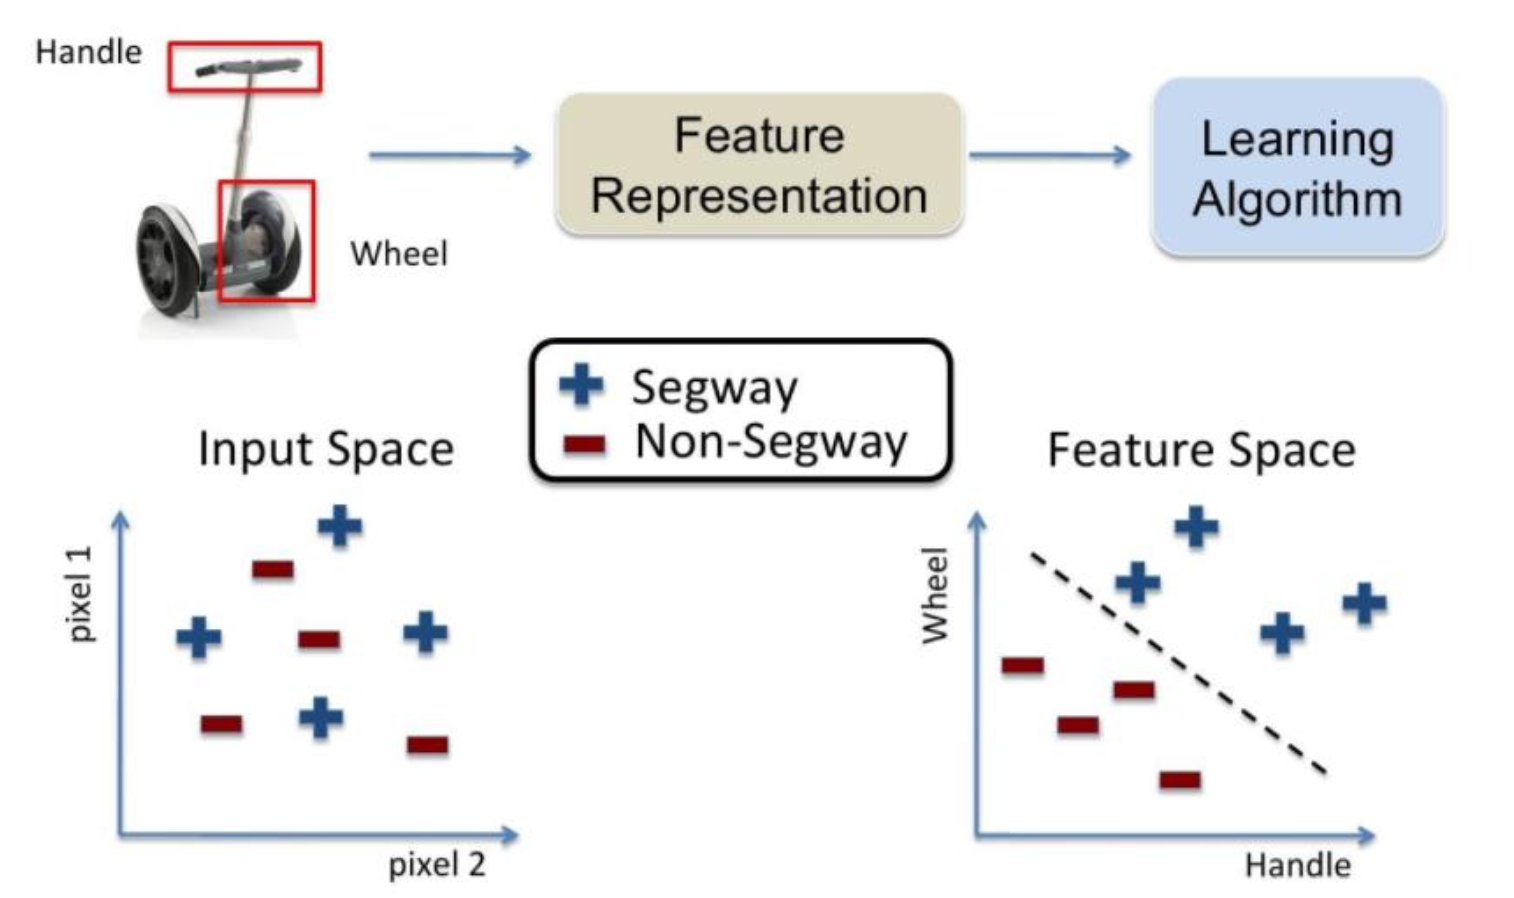 Handle
Feature
Representation
Learning
Algorithm
Wheel
Segway
Non-Segway
Input Space
Feature Space
pixel 1
pixel 2
Wheel
Handle